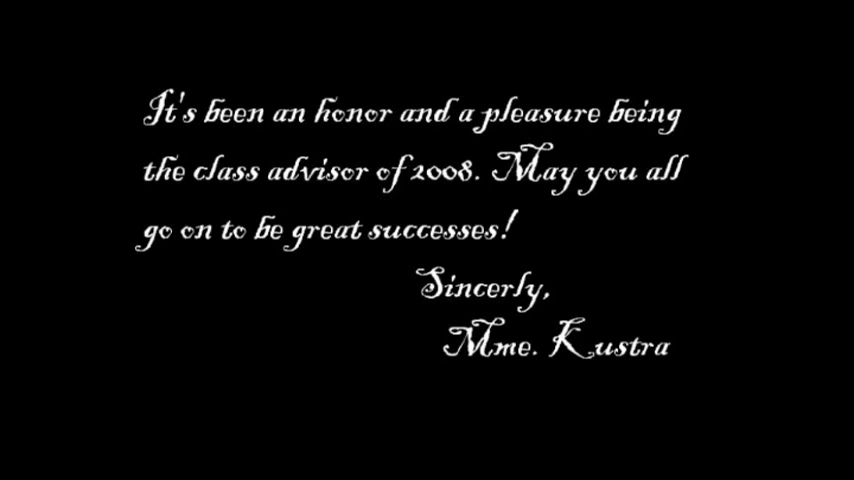 It's been an honor and a pleasure being
the class advisor of 2008. May you all
go on to be great successes!
Sincerly,
Mme. Kustra